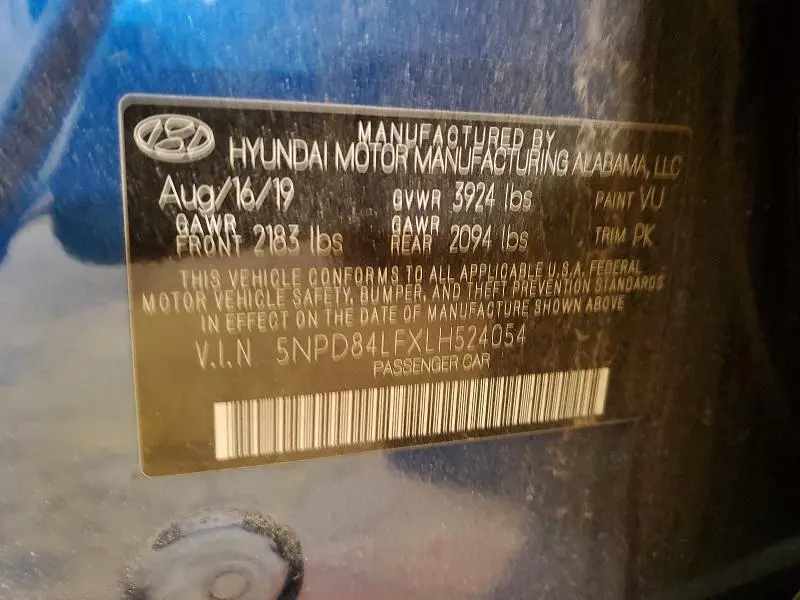 MANUFACTURED BY
HYUNDAI MOTOR MANUFACTURING ALABAMA, LLC
Aug/16/19 GVWR 3924 lbs PAINT VU
GAWR FRONT 2183 lbs GAWR REAR 2094 lbs TRIM PK
THIS VEHICLE CONFORMS TO ALL APPLICABLE U.S.A. FEDERAL
MOTOR VEHICLE SAFETY, BUMPER, AND THEFT PREVENTION STANDARDS
IN EFFECT ON THE DATE OF MANUFACTURE SHOWN ABOVE
V.I.N 5NPD84LFXLH524054
PASSENGER CAR